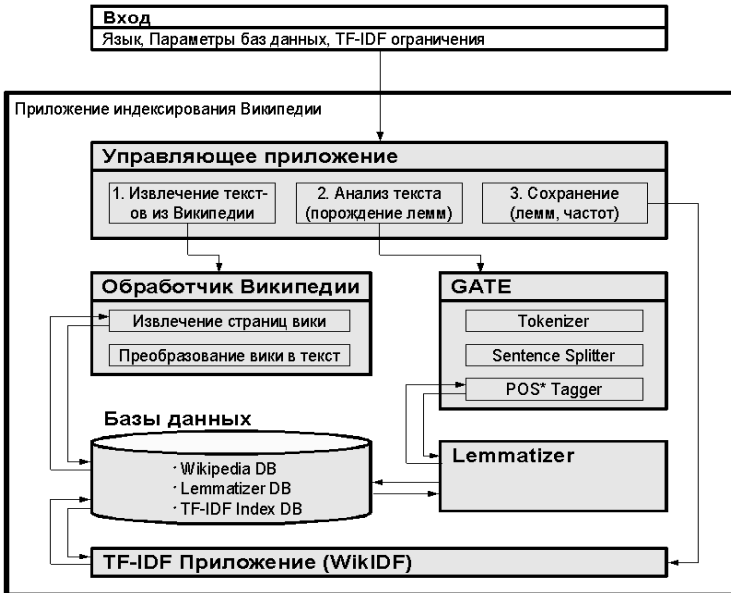 Вход
Язык, Параметры баз данных, TF-IDF ограничения
Приложение индексирования Википедии
Управляющее приложение
1. Извлечение текст-
ов из Википедии
2. Анализ текста
(порождение лемм)
3. Сохранение
(лемм, частот)
Обработчик Википедии
Извлечение страниц вики
Преобразование вики в текст
GATE
Tokenizer
Sentence Splitter
POS* Tagger
Базы данных
· Wikipedia DB
· Lemmatizer DB
· TF-IDF Index DB
Lemmatizer
TF-IDF Приложение (WikIDF)